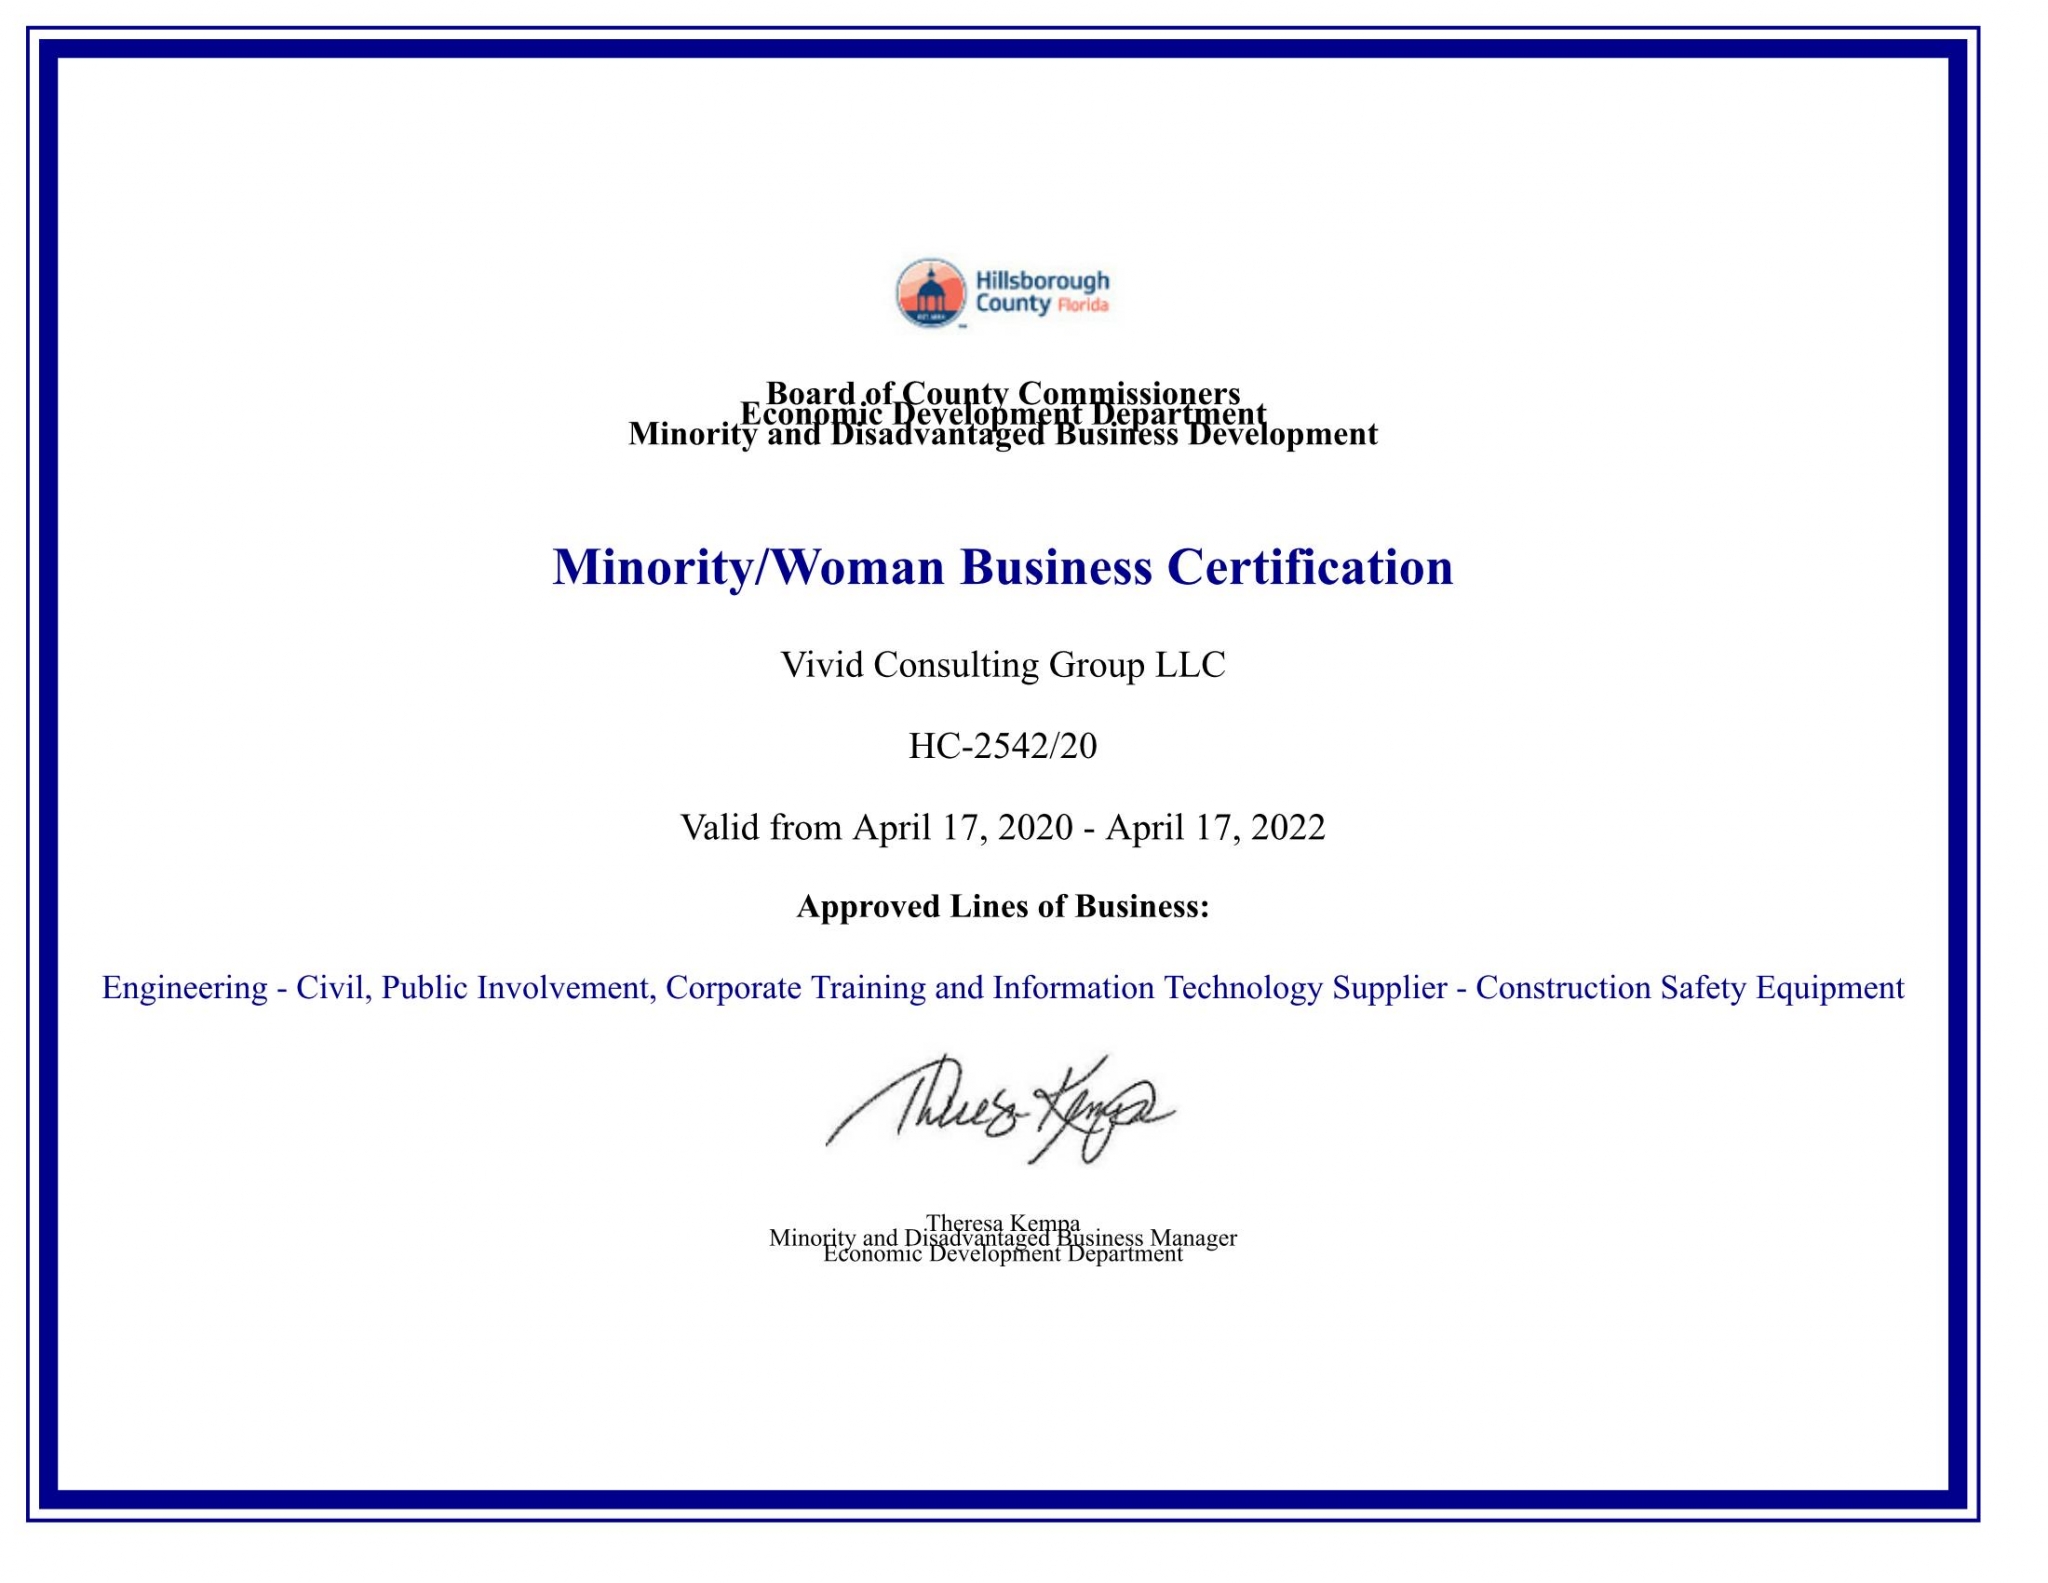 Hillsborough
County Florida
Board of County Commissioners
Economic Development Department
Minority and Disadvantaged Business Development
Minority/Woman Business Certification
Vivid Consulting Group LLC
HC-2542/20
Valid from April 17, 2020 - April 17, 2022
Approved Lines of Business:
Engineering - Civil, Public Involvement, Corporate Training and Information Technology Supplier - Construction Safety Equipment
Theresa Kempa
Theresa Kempa
Minority and Disadvantaged Business Manager
Economic Development Department